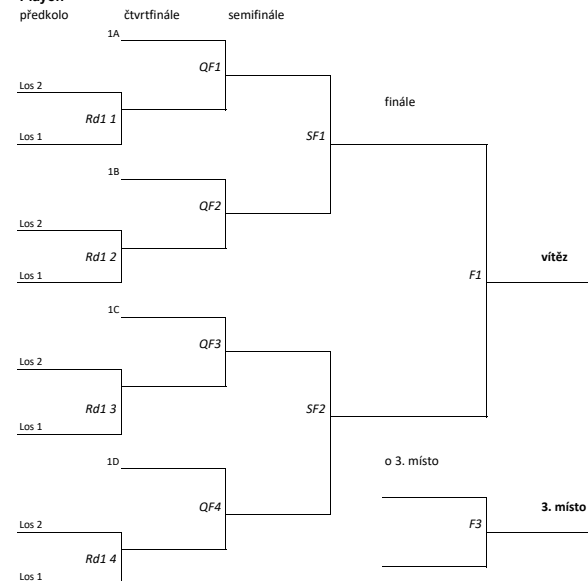 předkolo čtvrtfinále semifinále
1A
QF1
Los 2
finále
Rd1 1
SF1
Los 1
1B
QF2
Los 2
Rd1 2
vítěz
F1
Los 1
1C
QF3
Los 2
Rd1 3
SF2
Los 1
1D
o 3. místo
QF4
3. místo
F3
Los 2
Rd1 4
Los 1